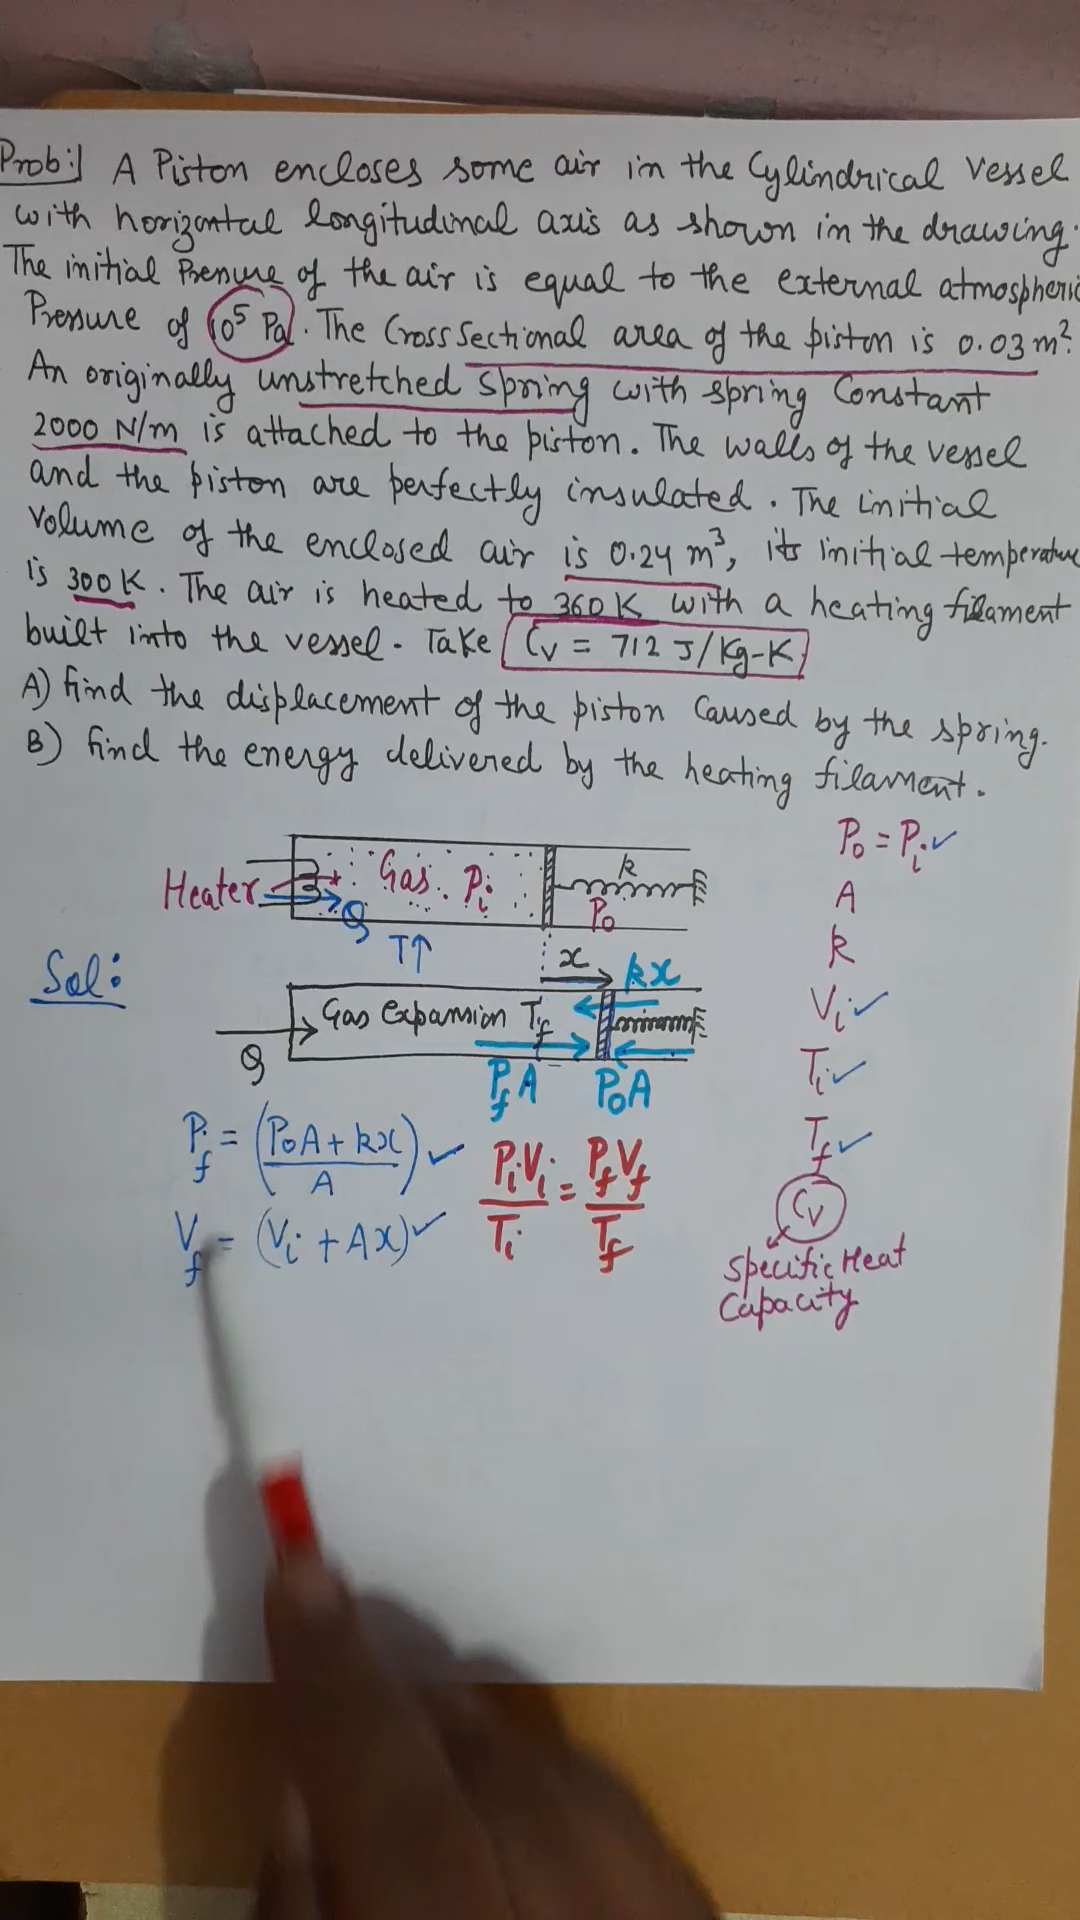 Prob:] A Piston encloses some air in the Cylindrical Vessel
with horizontal longitudinal axis as shown in the drawing.
The initial Pressure of the air is equal to the external atmospheric
Pressure of 10⁵ Pa. The Cross sectional area of the piston is 0.03 m².
An originally unstretched spring with spring Constant
2000 N/m is attached to the piston. The walls of the vessel
and the piston are perfectly insulated. The initial
Volume of the enclosed air is 0.24 m³, its initial temperature
is 300 K. The air is heated to 360 K with a heating filament
built into the vessel. Take Cv = 712 J/Kg-K
A) find the displacement of the piston caused by the spring.
B) find the energy delivered by the heating filament.
P₀ = Pi ✓
Heater Gas. Pi k
Q P₀
A
T↑
k
Sol:
x kx
Gas Expansion Tf
Vi ✓
Q
PfA P₀A
Ti ✓
Pf = (P₀A + kx / A) ✓
PiVi / Ti = PfVf / Tf
Tf ✓
Vf = (Vi + Ax) ✓
Cv
Specific Heat
Capacity